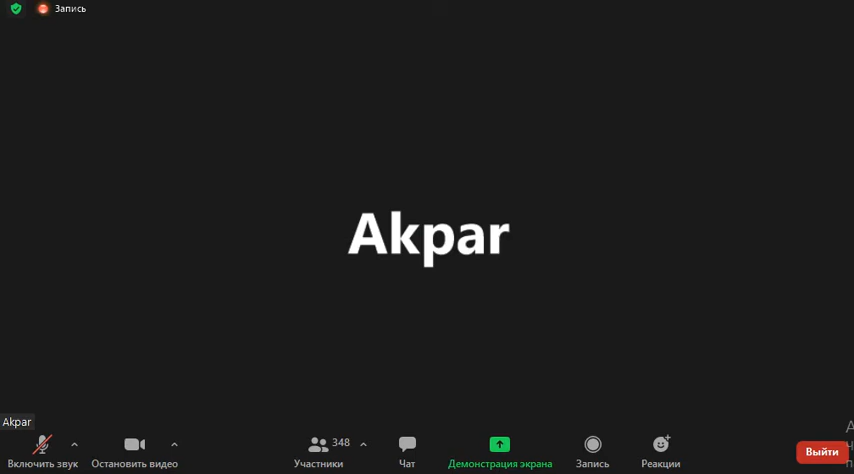 Запись
Akpar
Akpar
348
Включить звук
Остановить видео
Участники
Чат
Демонстрация экрана
Запись
Реакции
Выйти